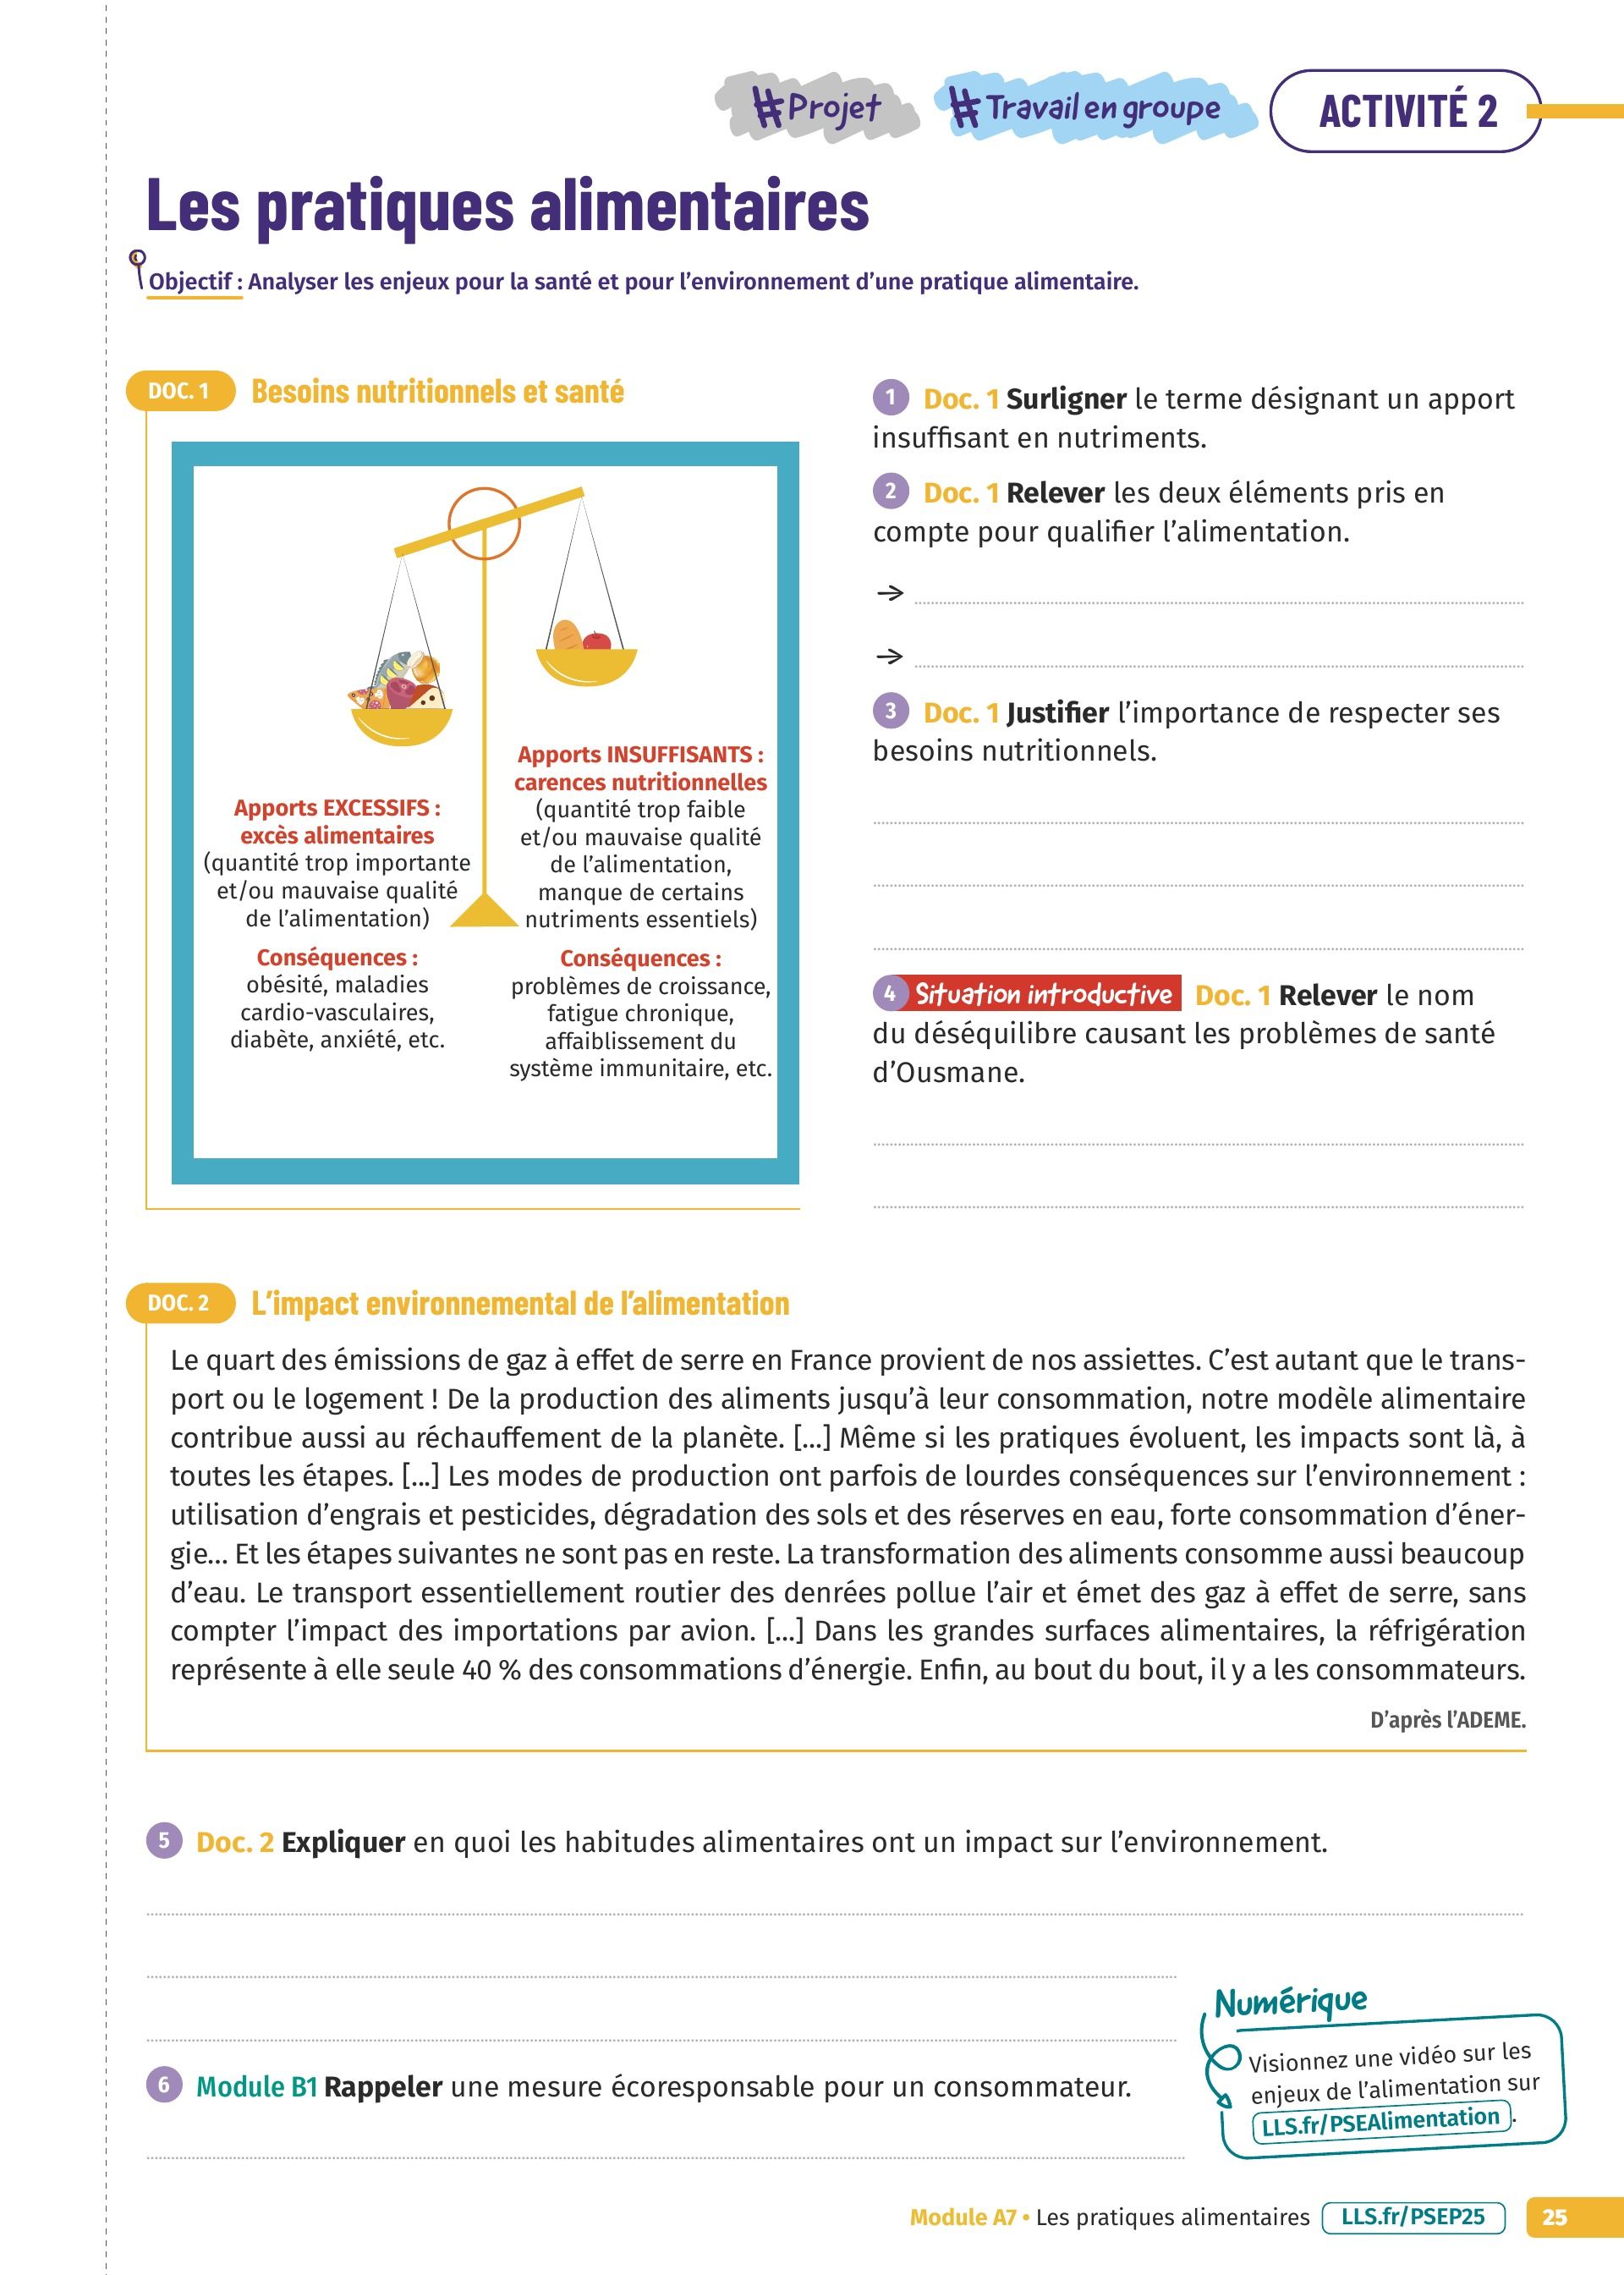 #Projet
#Travail en groupe
ACTIVITÉ 2
Les pratiques alimentaires
Objectif : Analyser les enjeux pour la santé et pour l'environnement d'une pratique alimentaire.
DOC. 1
Besoins nutritionnels et santé
Apports EXCESSIFS :
excès alimentaires
(quantité trop importante
et/ou mauvaise qualité
de l'alimentation)
Conséquences :
obésité, maladies
cardio-vasculaires,
diabète, anxiété, etc.
Apports INSUFFISANTS :
carences nutritionnelles
(quantité trop faible
et/ou mauvaise qualité
de l'alimentation,
manque de certains
nutriments essentiels)
Conséquences :
problèmes de croissance,
fatigue chronique,
affaiblissement du
système immunitaire, etc.
1 Doc. 1 Surligner le terme désignant un apport
insuffisant en nutriments.
2 Doc. 1 Relever les deux éléments pris en
compte pour qualifier l'alimentation.
→
→
3 Doc. 1 Justifier l'importance de respecter ses
besoins nutritionnels.
4 Situation introductive Doc. 1 Relever le nom
du déséquilibre causant les problèmes de santé
d'Ousmane.
DOC. 2
L'impact environnemental de l'alimentation
Le quart des émissions de gaz à effet de serre en France provient de nos assiettes. C'est autant que le trans-
port ou le logement ! De la production des aliments jusqu'à leur consommation, notre modèle alimentaire
contribue aussi au réchauffement de la planète. [...] Même si les pratiques évoluent, les impacts sont là, à
toutes les étapes. [...] Les modes de production ont parfois de lourdes conséquences sur l'environnement :
utilisation d'engrais et pesticides, dégradation des sols et des réserves en eau, forte consommation d'éner-
gie... Et les étapes suivantes ne sont pas en reste. La transformation des aliments consomme aussi beaucoup
d'eau. Le transport essentiellement routier des denrées pollue l'air et émet des gaz à effet de serre, sans
compter l'impact des importations par avion. [...] Dans les grandes surfaces alimentaires, la réfrigération
représente à elle seule 40 % des consommations d'énergie. Enfin, au bout du bout, il y a les consommateurs.
D'après l'ADEME.
5 Doc. 2 Expliquer en quoi les habitudes alimentaires ont un impact sur l'environnement.
6 Module B1 Rappeler une mesure écoresponsable pour un consommateur.
Numérique
Visionnez une vidéo sur les
enjeux de l'alimentation sur
LLS.fr/PSEAlimentation.
Module A7 • Les pratiques alimentaires LLS.fr/PSEP25 25